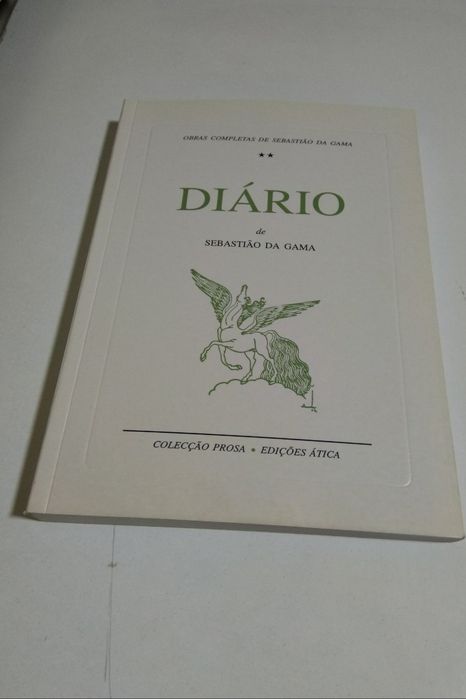 OBRAS COMPLETAS DE SEBASTIÃO DA GAMA
★★
DIÁRIO
de
SEBASTIÃO DA GAMA
COLECÇÃO PROSA • EDIÇÕES ÁTICA